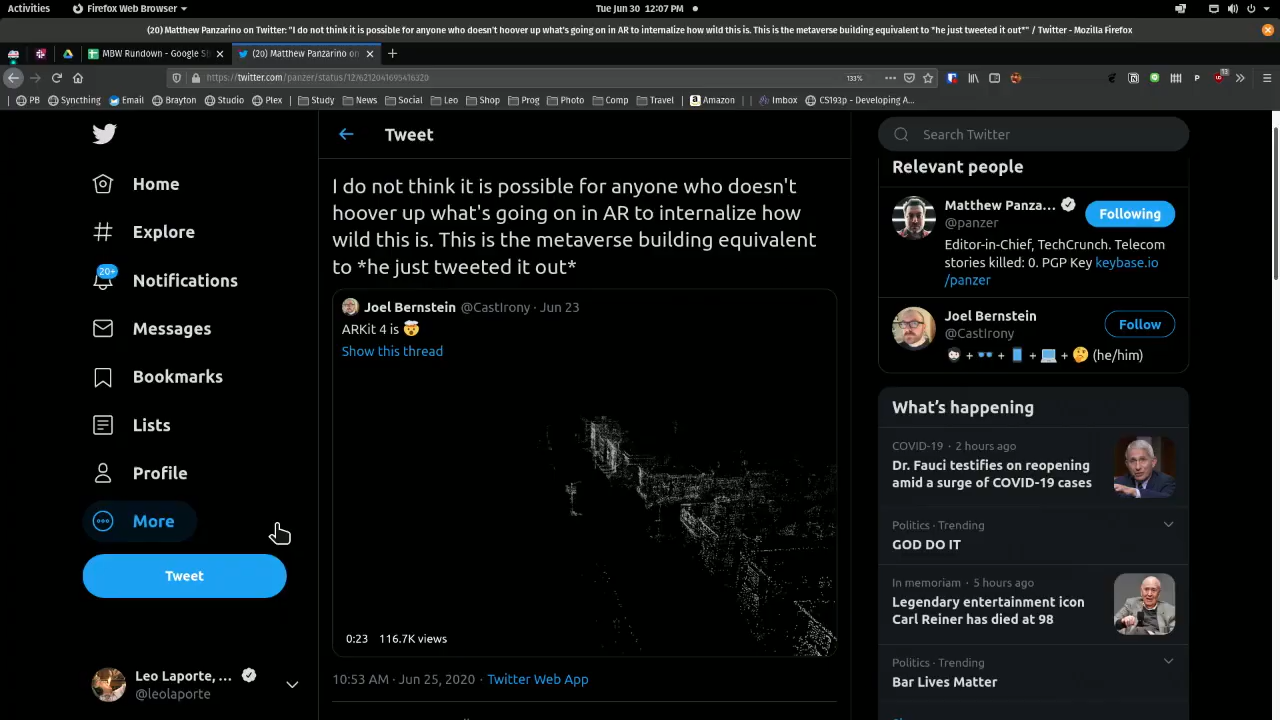 Activities
Firefox Web Browser
Tue Jun 30 12:07 PM
(20) Matthew Panzarino on Twitter: "I do not think it is possible for anyone who doesn't hoover up what's going on in AR to internalize how wild this is. This is the metaverse building equivalent to *he just tweeted it out*" / Twitter - Mozilla Firefox
MBW Rundown - Google S
(20) Matthew Panzarino on
https://twitter.com/panzer/status/1276212041695416320
133%
PB
Syncthing
Email
Brayton
Studio
Plex
Study
News
Social
Leo
Shop
Prog
Photo
Comp
Travel
Amazon
Imbox
CS193p - Developing A...
Tweet
Search Twitter
Home
Explore
20+
Notifications
Messages
Bookmarks
Lists
Profile
More
Tweet
Leo Laporte, ...
@leolaporte
I do not think it is possible for anyone who doesn't
hoover up what's going on in AR to internalize how
wild this is. This is the metaverse building equivalent
to *he just tweeted it out*
Joel Bernstein @CastIrony · Jun 23
ARKit 4 is 🤯
Show this thread
0:23 116.7K views
10:53 AM · Jun 25, 2020 · Twitter Web App
Relevant people
Matthew Panza...
@panzer
Following
Editor-in-Chief, TechCrunch. Telecom
stories killed: 0. PGP Key keybase.io
/panzer
Joel Bernstein
@CastIrony
Follow
+ + + + (he/him)
What's happening
COVID-19 · 2 hours ago
Dr. Fauci testifies on reopening
amid a surge of COVID-19 cases
Politics · Trending
GOD DO IT
In memoriam · 5 hours ago
Legendary entertainment icon
Carl Reiner has died at 98
Politics · Trending
Bar Lives Matter